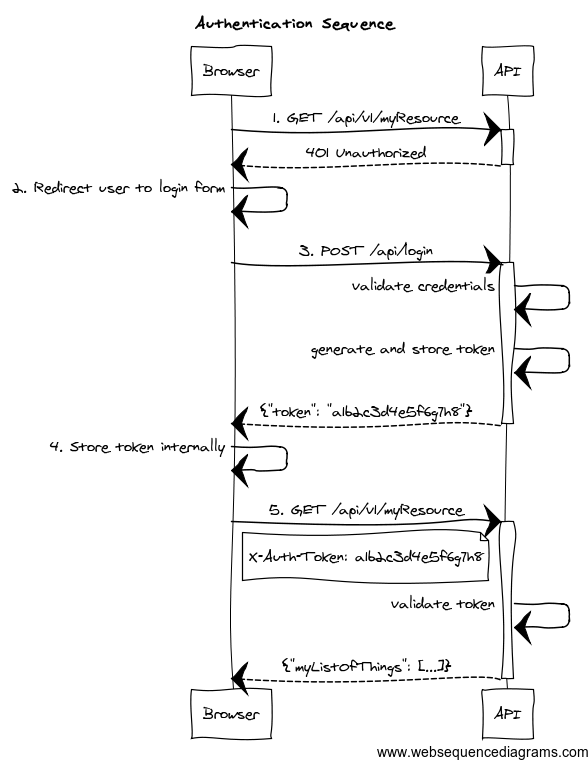 Authentication Sequence
Browser
API
1. GET /api/v1/myResource
401 Unauthorized
2. Redirect user to login form
3. POST /api/login
validate credentials
generate and store token
{"token": "a1b2c3d4e5f6g7h8"}
4. Store token internally
5. GET /api/v1/myResource
X-Auth-Token: a1b2c3d4e5f6g7h8
validate token
{"myListOfThings": [...]}
Browser
API
www.websequencediagrams.com